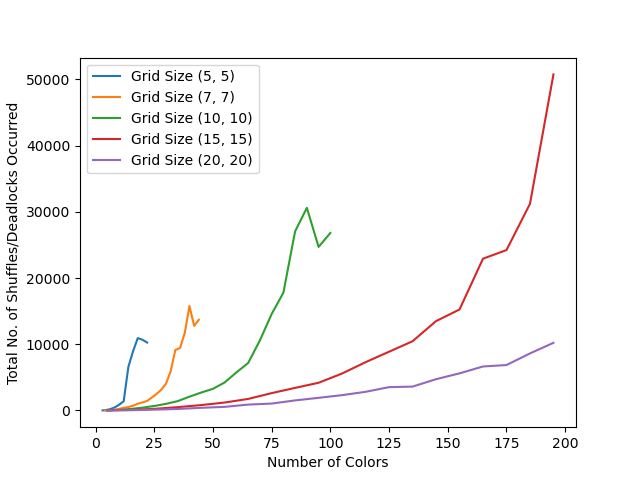 Grid Size (5, 5)
Grid Size (7, 7)
Grid Size (10, 10)
Grid Size (15, 15)
Grid Size (20, 20)
Total No. of Shuffles/Deadlocks Occurred
50000
40000
30000
20000
10000
0
0 25 50 75 100 125 150 175 200
Number of Colors